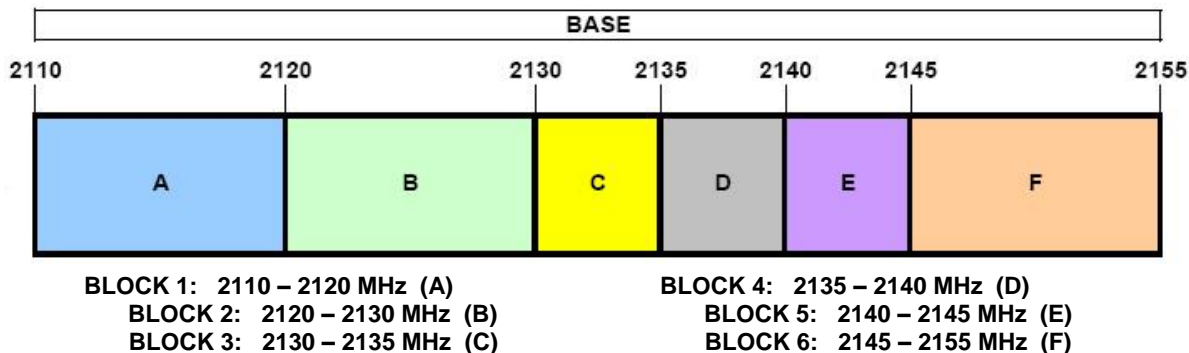 BASE
2110 2120 2130 2135 2140 2145 2155
A B C D E F
BLOCK 1: 2110 – 2120 MHz (A)
BLOCK 2: 2120 – 2130 MHz (B)
BLOCK 3: 2130 – 2135 MHz (C)
BLOCK 4: 2135 – 2140 MHz (D)
BLOCK 5: 2140 – 2145 MHz (E)
BLOCK 6: 2145 – 2155 MHz (F)